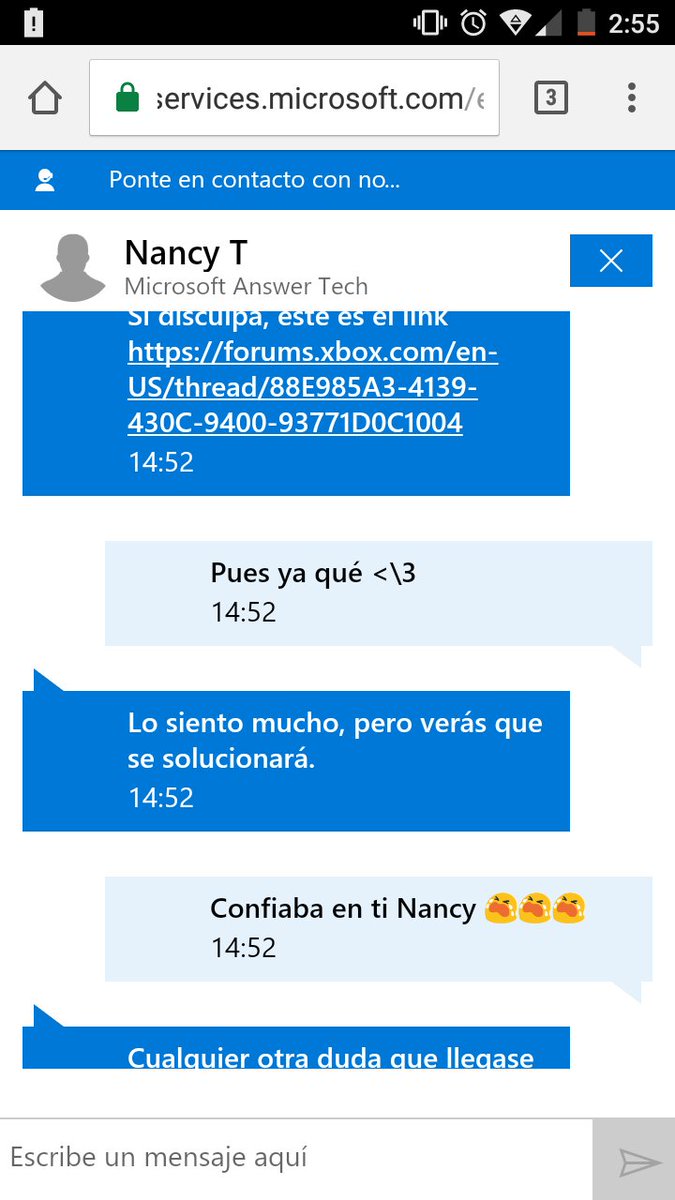 2:55
services.microsoft.com/e
3
Ponte en contacto con no...
Nancy T
Microsoft Answer Tech
Sí disculpa, este es el link
https://forums.xbox.com/en-
US/thread/88E985A3-4139-
430C-9400-93771D0C1004
14:52
Pues ya qué <\3
14:52
Lo siento mucho, pero verás que
se solucionará.
14:52
Confiaba en ti Nancy 😭😭😭
14:52
Cualquier otra duda que llegase
Escribe un mensaje aquí